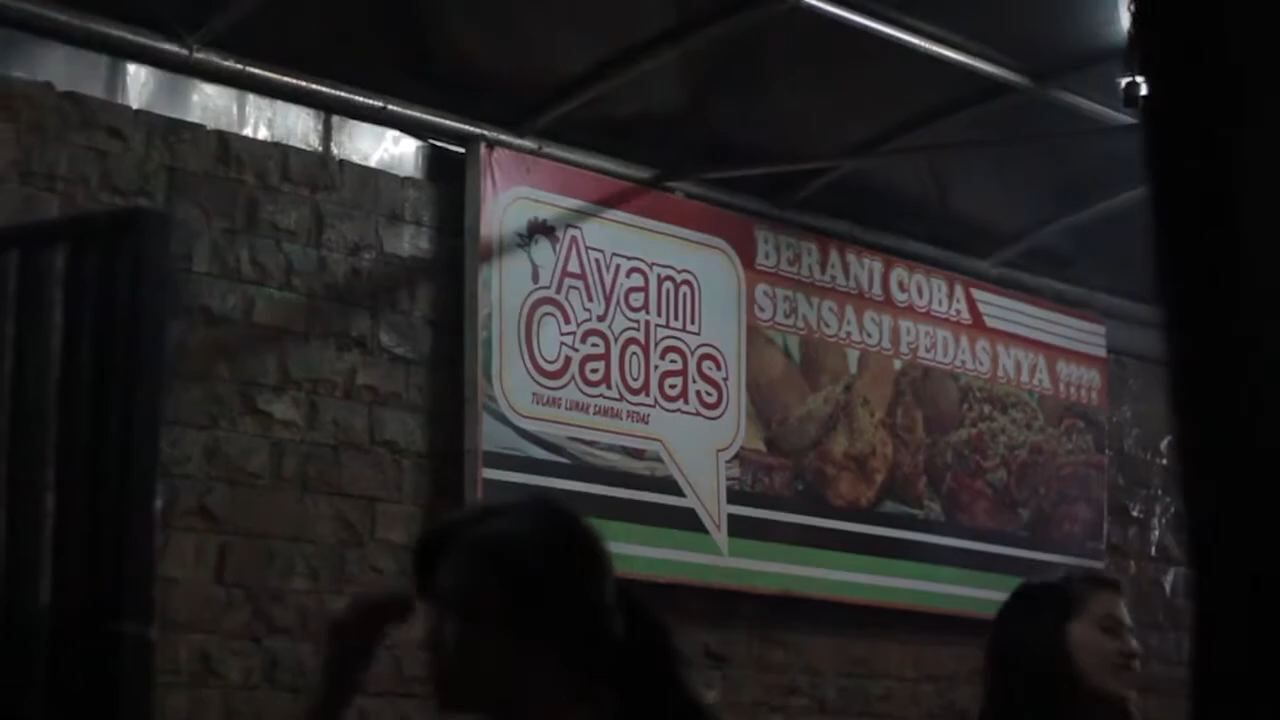 Ayam
Cadas
TULANG LUNAK SAMBAL PEDAS
BERANI COBA
SENSASI PEDAS NYA ????